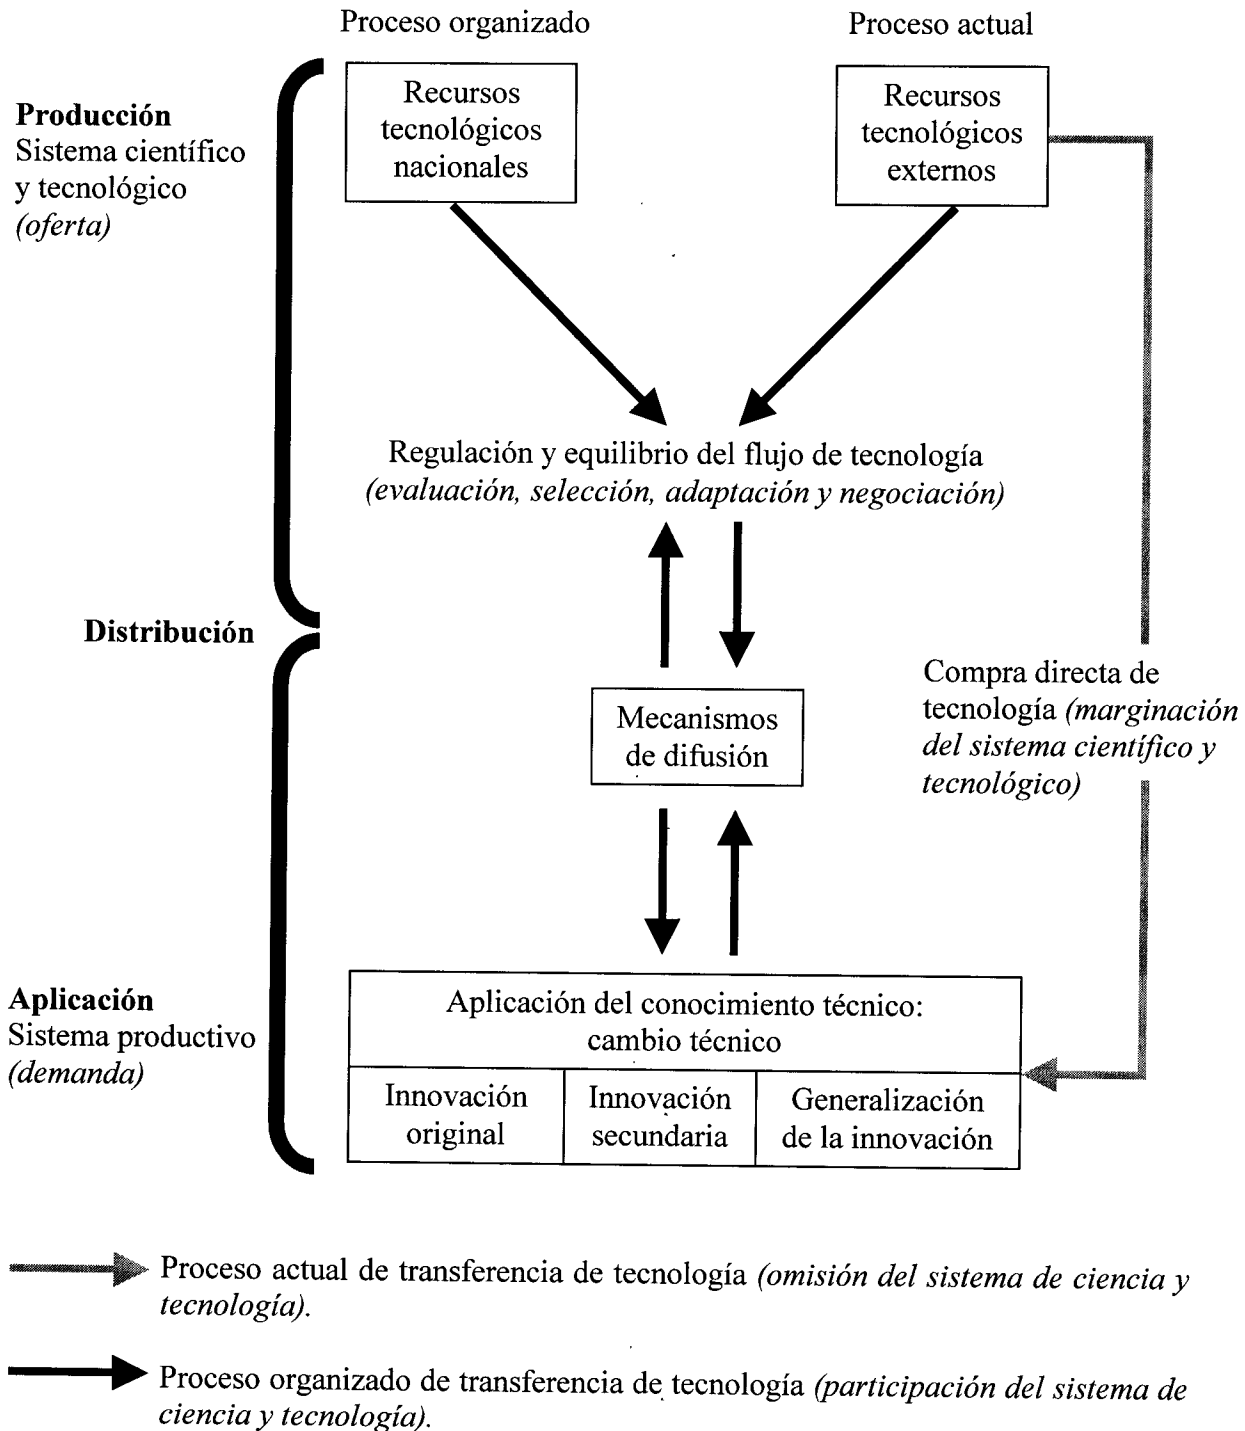 Proceso organizado
Proceso actual
Producción
Sistema científico
y tecnológico
(oferta)
Recursos
tecnológicos
nacionales
Recursos
tecnológicos
externos
Regulación y equilibrio del flujo de tecnología
(evaluación, selección, adaptación y negociación)
Distribución
Mecanismos
de difusión
Compra directa de
tecnología (marginación
del sistema científico y
tecnológico)
Aplicación
Sistema productivo
(demanda)
Aplicación del conocimiento técnico:
cambio técnico
Innovación
original
Innovación
secundaria
Generalización
de la innovación
Proceso actual de transferencia de tecnología (omisión del sistema de ciencia y
tecnología).
Proceso organizado de transferencia de tecnología (participación del sistema de
ciencia y tecnología).